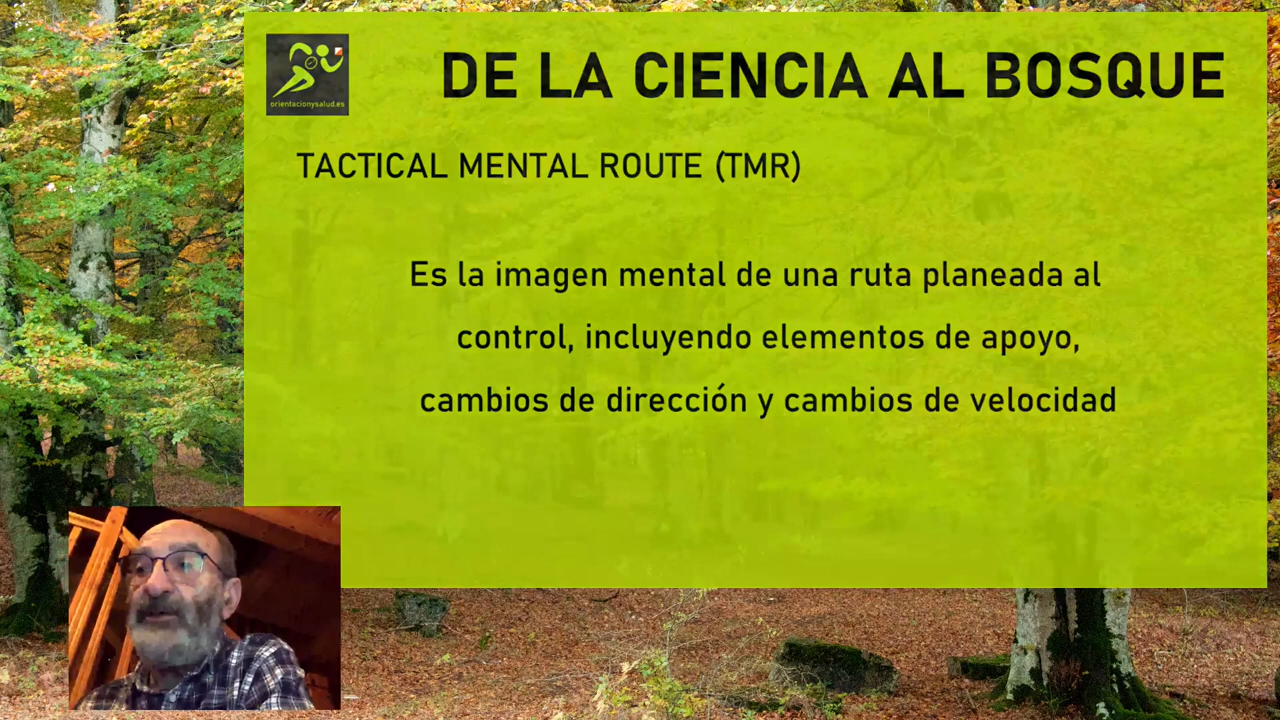 orientacionysalud.es
DE LA CIENCIA AL BOSQUE
TACTICAL MENTAL ROUTE (TMR)
Es la imagen mental de una ruta planeada al
control, incluyendo elementos de apoyo,
cambios de dirección y cambios de velocidad